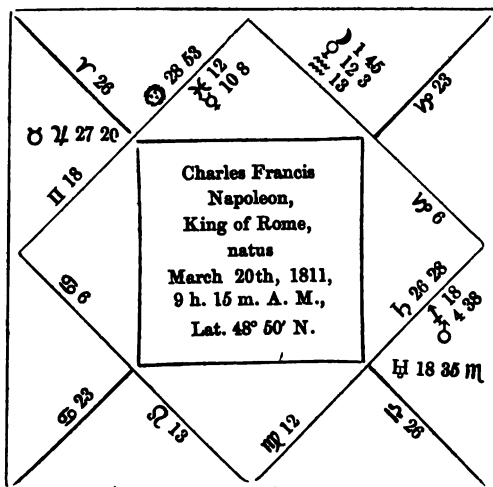 ☉ 28 53
♓ 12
☿ 10 8
☽ 1 45
♀ 12 3
♒ 13
♈ 26
♑ 23
♉ ♃ 27 20
♊ 18
Charles Francis
Napoleon,
King of Rome,
natus
March 20th, 1811,
9 h. 15 m. A. M.,
Lat. 48° 50′ N.
♑ 6
♋ 6
♄ 26 28
♐ 18
♂ 4 38
♅ 18 35 ♏
♋ 23
♌ 13
♍ 12
♎ 26